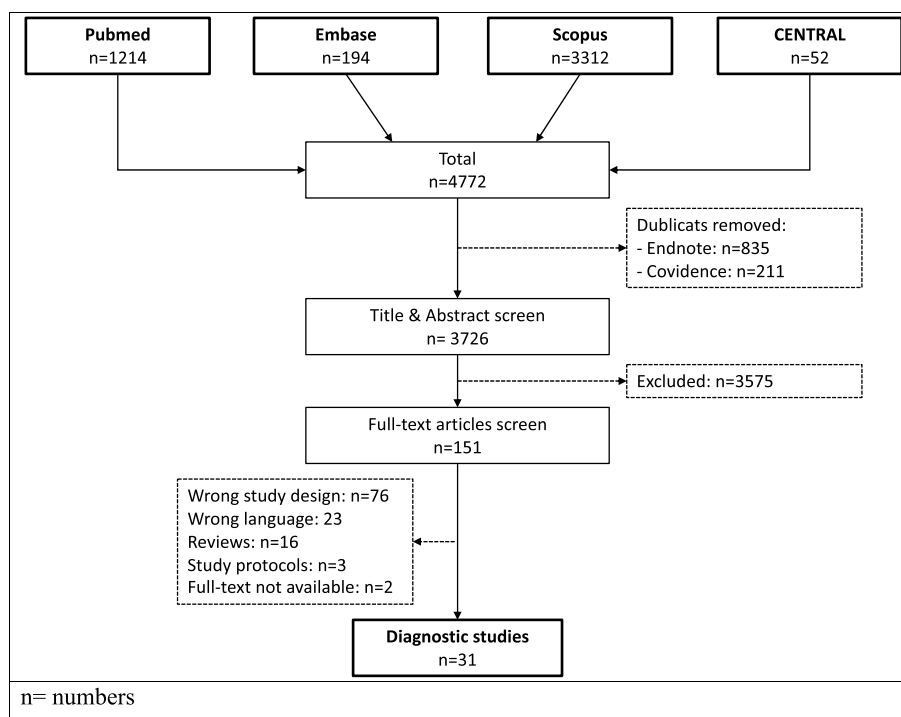 Pubmed
n=1214
Embase
n=194
Scopus
n=3312
CENTRAL
n=52
Total
n=4772
Dublicats removed:
- Endnote: n=835
- Covidence: n=211
Title & Abstract screen
n= 3726
Excluded: n=3575
Full-text articles screen
n=151
Wrong study design: n=76
Wrong language: 23
Reviews: n=16
Study protocols: n=3
Full-text not available: n=2
Diagnostic studies
n=31
n= numbers